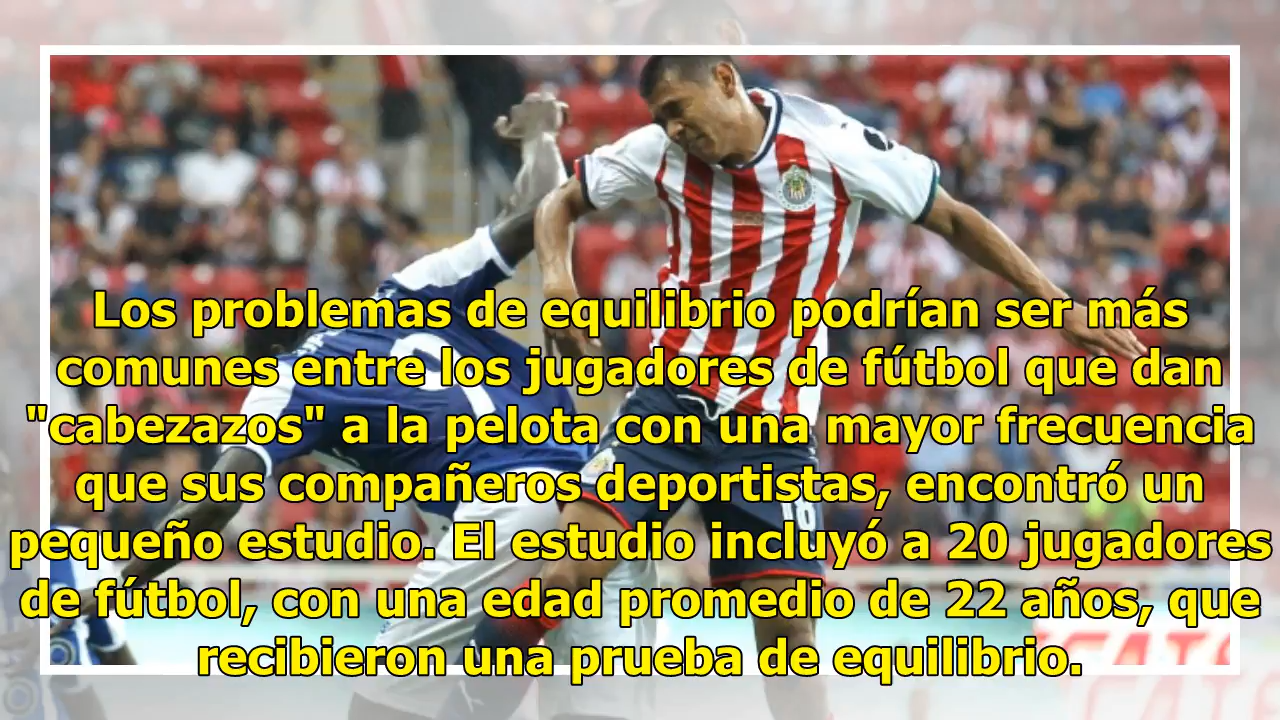 Los problemas de equilibrio podrían ser más
comunes entre los jugadores de fútbol que dan
"cabezazos" a la pelota con una mayor frecuencia
que sus compañeros deportistas, encontró un
pequeño estudio. El estudio incluyó a 20 jugadores
de fútbol, con una edad promedio de 22 años, que
recibieron una prueba de equilibrio.